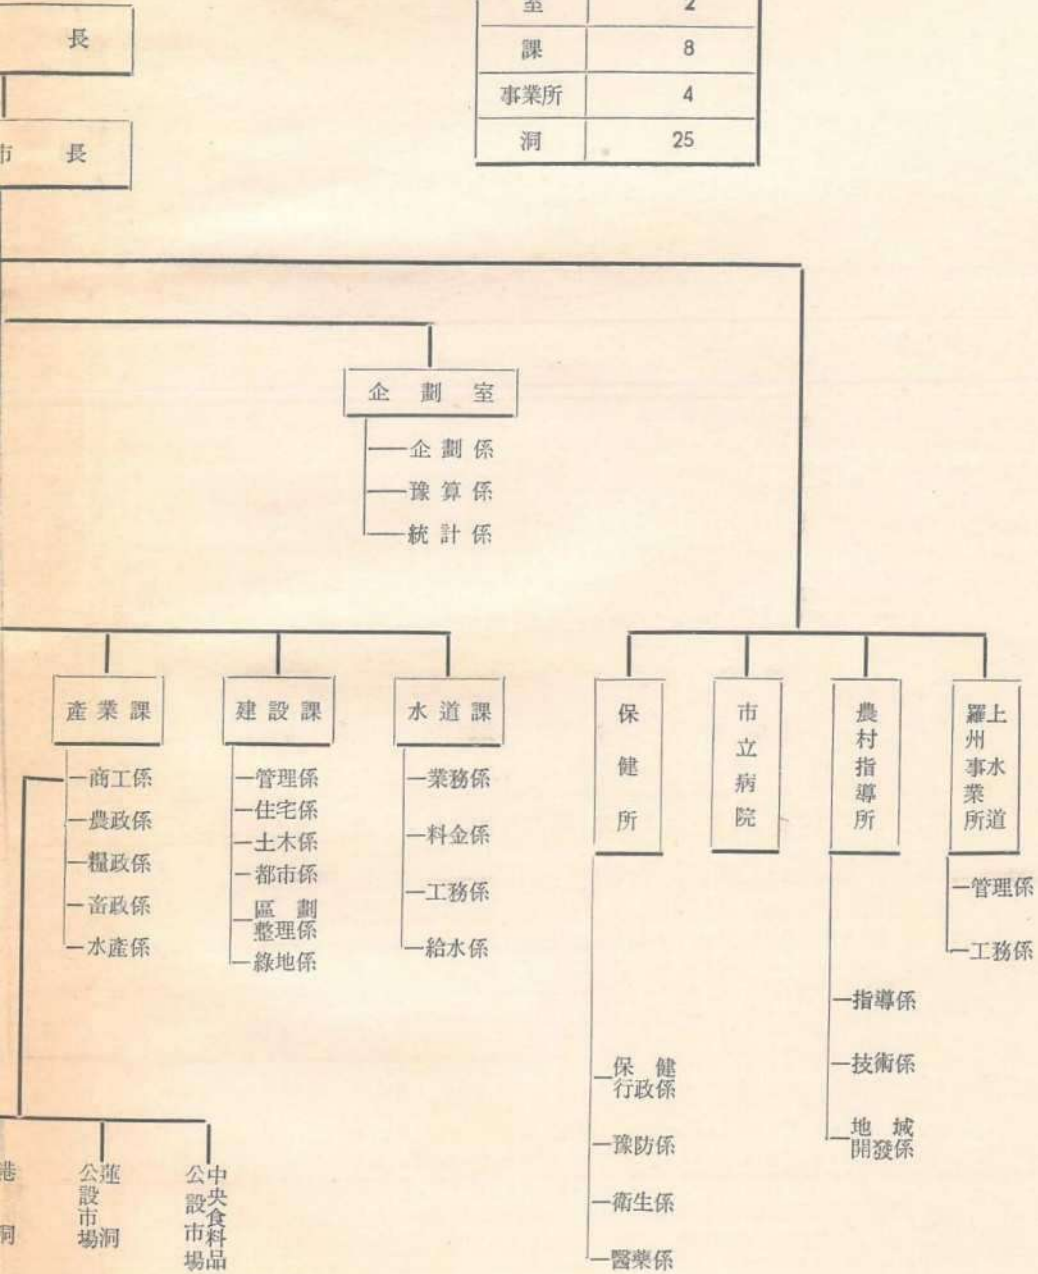 長
市長
室 2
課 8
事業所 4
洞 25
企劃室
企劃係
豫算係
統計係
產業課
商工係
農政係
糧政係
畜政係
水產係
建設課
管理係
住宅係
土木係
都市係
區劃
整理係
綠地係
水道課
業務係
料金係
工務係
給水係
保健所
保健
行政係
豫防係
衛生係
醫藥係
市立病院
農村指導所
指導係
技術係
地域
開發係
上水道
羅州事業所
管理係
工務係
港洞
蓮洞
公設市場
中央食料品
公設市場